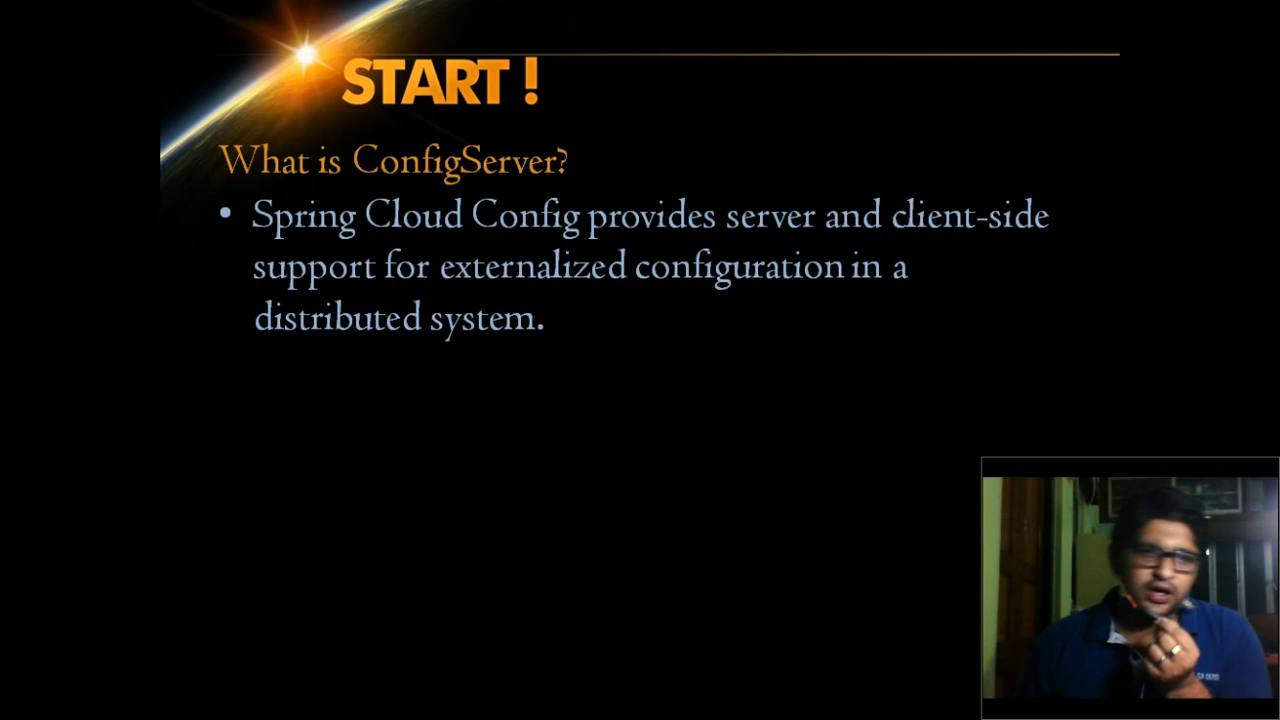 START !
What is ConfigServer?
• Spring Cloud Config provides server and client-side
support for externalized configuration in a
distributed system.